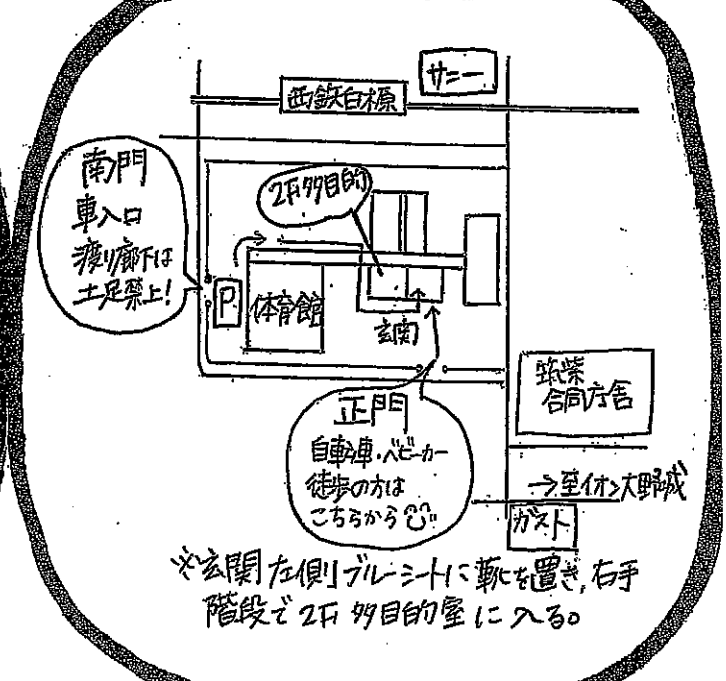 サニー
西鉄白木原
南門
車入口
渡り廊下は
土足禁止!
2F多目的
P
体育館
玄関
筑紫
合同庁舎
正門
自転車・ベビーカー
徒歩の方は
こちらから
→至イオン大野城
ガスト
※玄関左側ブルーシートに靴を置き、右手
階段で2F多目的室に入る。